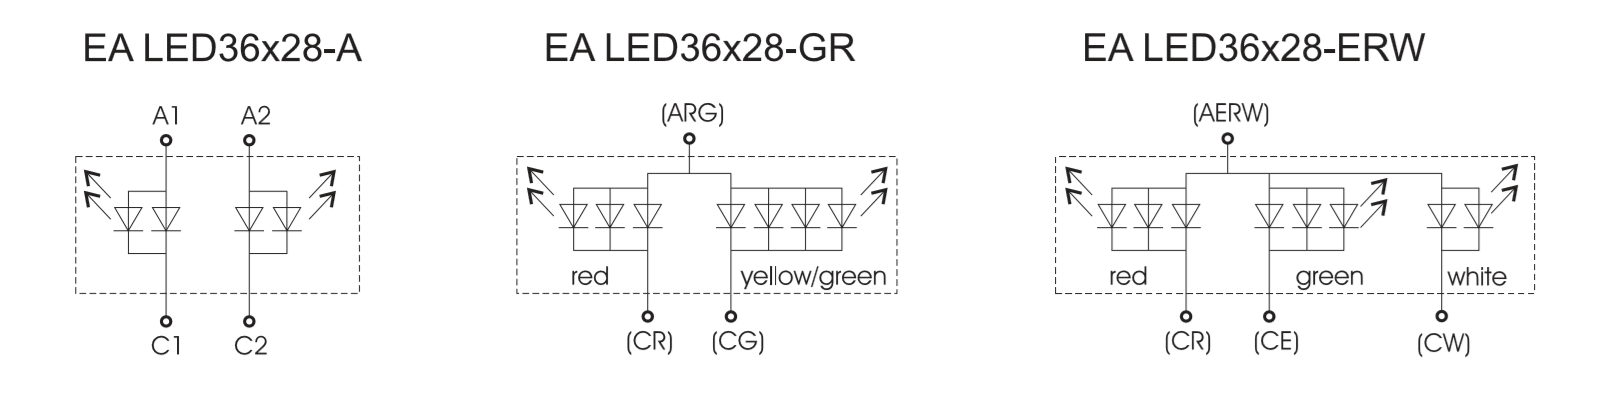 EA LED36x28-A
A1 A2
C1 C2
EA LED36x28-GR
(ARG)
red yellow/green
(CR) (CG)
EA LED36x28-ERW
(AERW)
red green white
(CR) (CE) (CW)